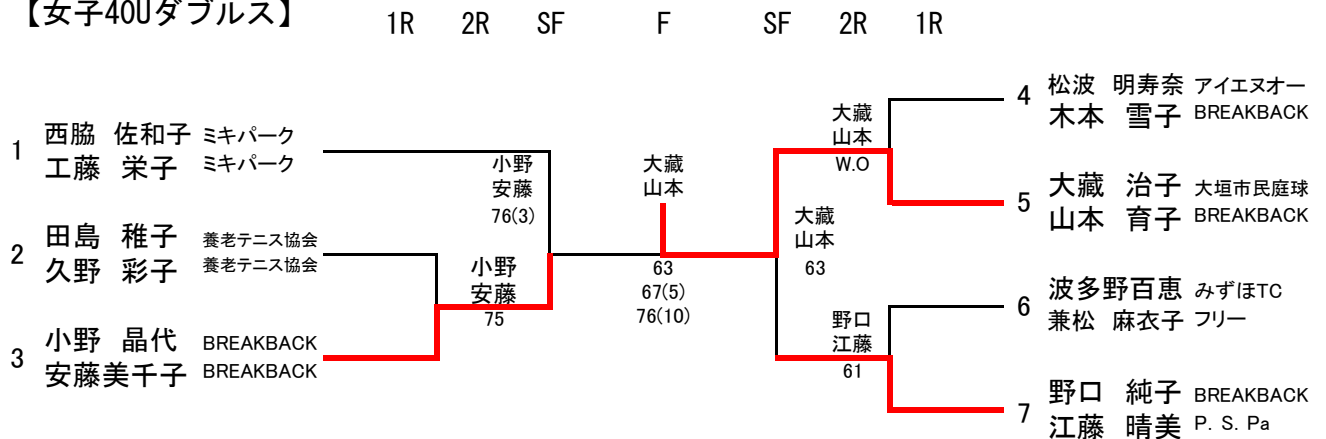 【女子40Uダブルス】
1R 2R SF F SF 2R 1R
1 西脇 佐和子 ミキパーク
工藤 栄子 ミキパーク
2 田島 稚子 養老テニス協会
久野 彩子 養老テニス協会
3 小野 晶代 BREAKBACK
安藤美千子 BREAKBACK
小野
安藤
76(3)
小野
安藤
75
大藏
山本
63
67(5)
76(10)
大藏
山本
W.O
大藏
山本
63
野口
江藤
61
4 松波 明寿奈 アイエヌオー
木本 雪子 BREAKBACK
5 大藏 治子 大垣市民庭球
山本 育子 BREAKBACK
6 波多野百恵 みずほTC
兼松 麻衣子 フリー
7 野口 純子 BREAKBACK
江藤 晴美 P. S. Pa